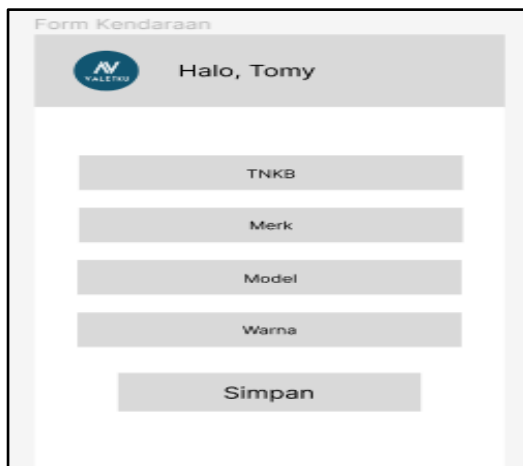 Form Kendaraan
VALETKU
Halo, Tomy
TNKB
Merk
Model
Warna
Simpan